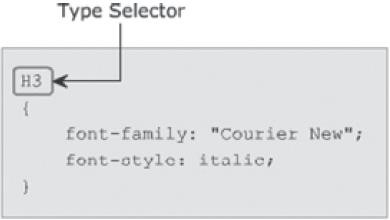 Type Selector
H3
{
font-family: "Courier New";
font-style: italic;
}